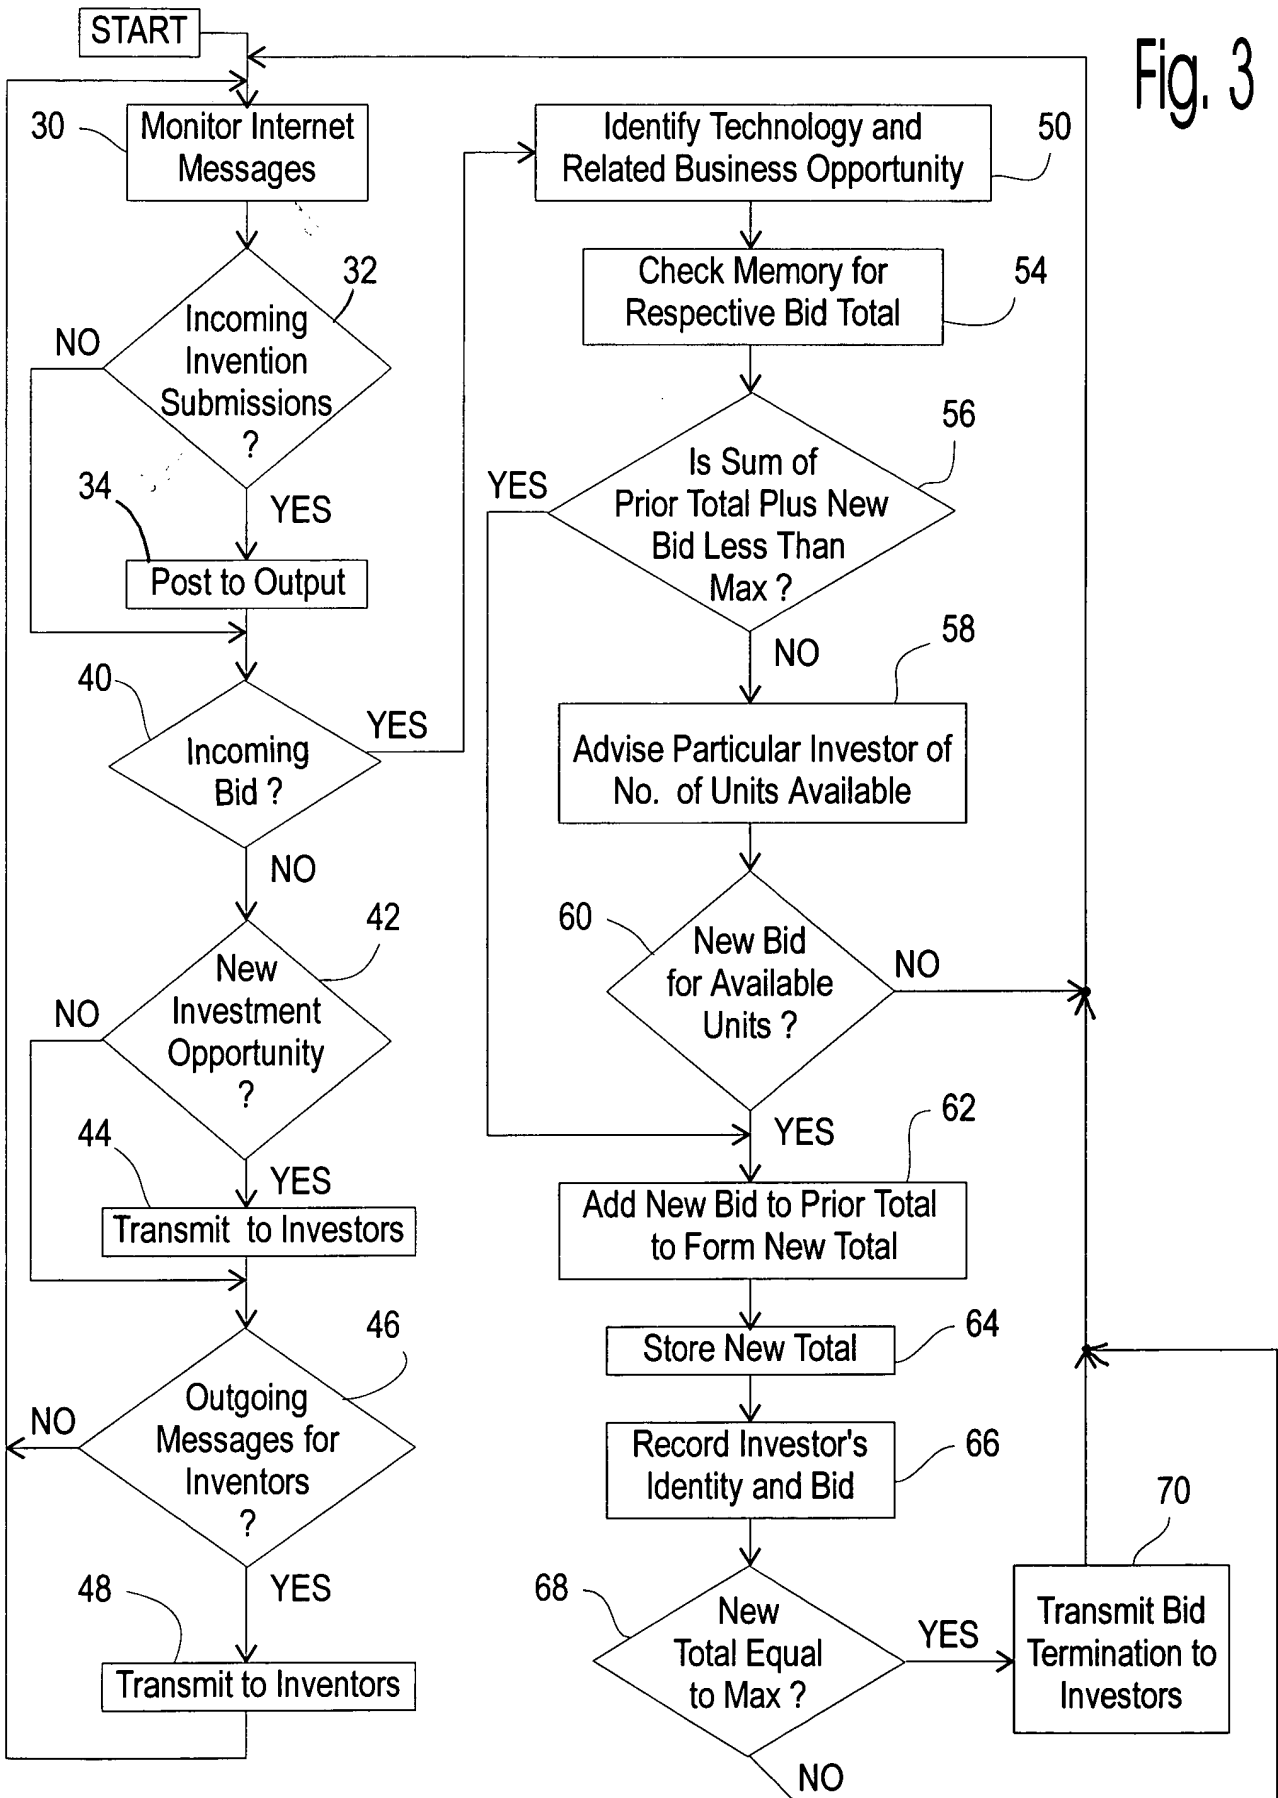 START
Fig. 3
30
Monitor Internet
Messages
32
Incoming
Invention
Submissions
?
NO
YES
34
Post to Output
40
Incoming
Bid ?
YES
NO
42
New
Investment
Opportunity
?
NO
YES
44
Transmit to Investors
46
Outgoing
Messages for
Inventors
?
NO
YES
48
Transmit to Inventors
Identify Technology and
Related Business Opportunity
50
Check Memory for
Respective Bid Total
54
56
Is Sum of
Prior Total Plus New
Bid Less Than
Max ?
YES
NO
58
Advise Particular Investor of
No. of Units Available
60
New Bid
for Available
Units ?
NO
YES
62
Add New Bid to Prior Total
to Form New Total
64
Store New Total
Record Investor's
Identity and Bid
66
68
New
Total Equal
to Max ?
YES
NO
70
Transmit Bid
Termination to
Investors